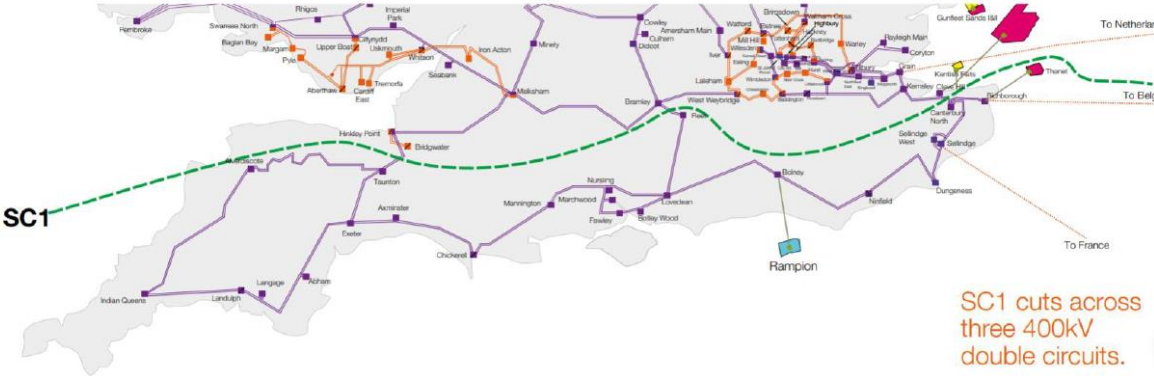 Pembroke
Rhigos
Imperial
Park
Swansea North
Cilfynydd
Baglan Bay
Margam
Pyle
Upper Boat
Uskmouth
Whitson
Iron Acton
Aberthaw
Cardiff
East
Tremorfa
Seabank
Minety
Melksham
Cowley
Culham
Didcot
Bramley
West Weybridge
Fleet
Watford
Elstree
Amersham Main
Mill Hill
Willesden
Iver
Ealing
Laleham
Brimsdown
Waltham Cross
Highbury
Hackney
Tottenham
Redbridge
Warley
Rayleigh Main
Coryton
Tilbury
Grain
Kemsley
Gunfleet Sands I&II
To Netherlan
Kentish Flats
Thanet
Cleve Hill
Richborough
To Belg
Canterbury
North
Sellindge
West
Sellindge
Dungeness
To France
Hinkley Point
Bridgwater
Alverdiscott
Taunton
Axminster
Exeter
Mannington
Nursling
Marchwood
Fawley
Botley Wood
Lovedean
Bolney
Ninfield
Chickerell
Rampion
Indian Queens
Landulph
Langage
Abham
SC1
SC1 cuts across
three 400kV
double circuits.